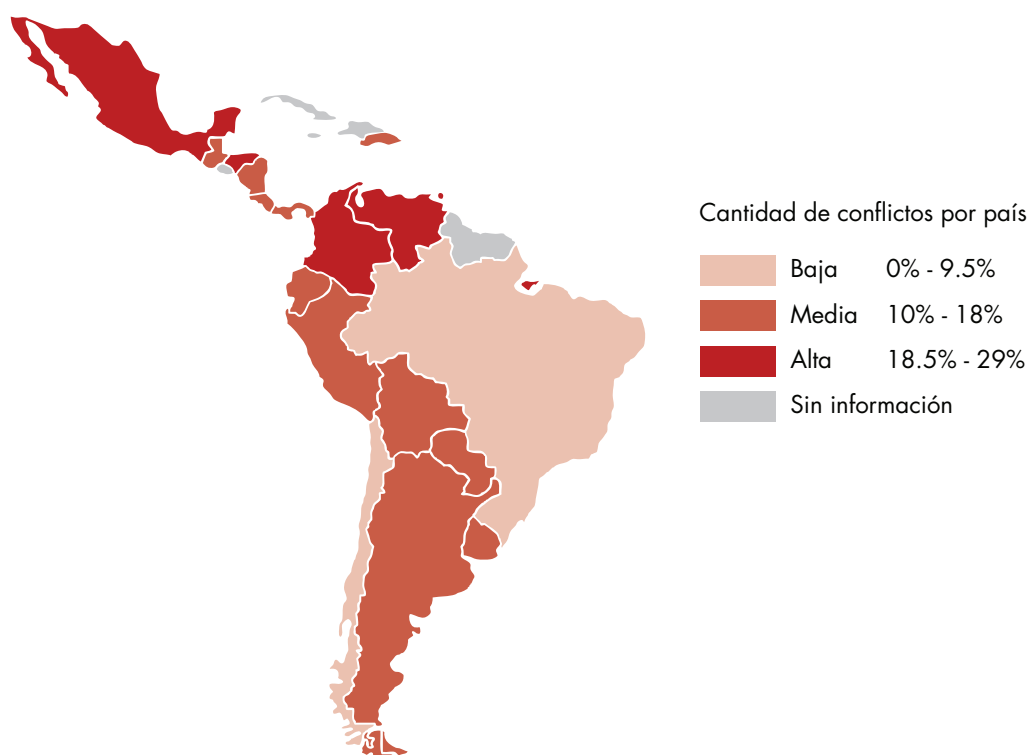 Cantidad de conflictos por país
Baja 0% - 9.5%
Media 10% - 18%
Alta 18.5% - 29%
Sin información